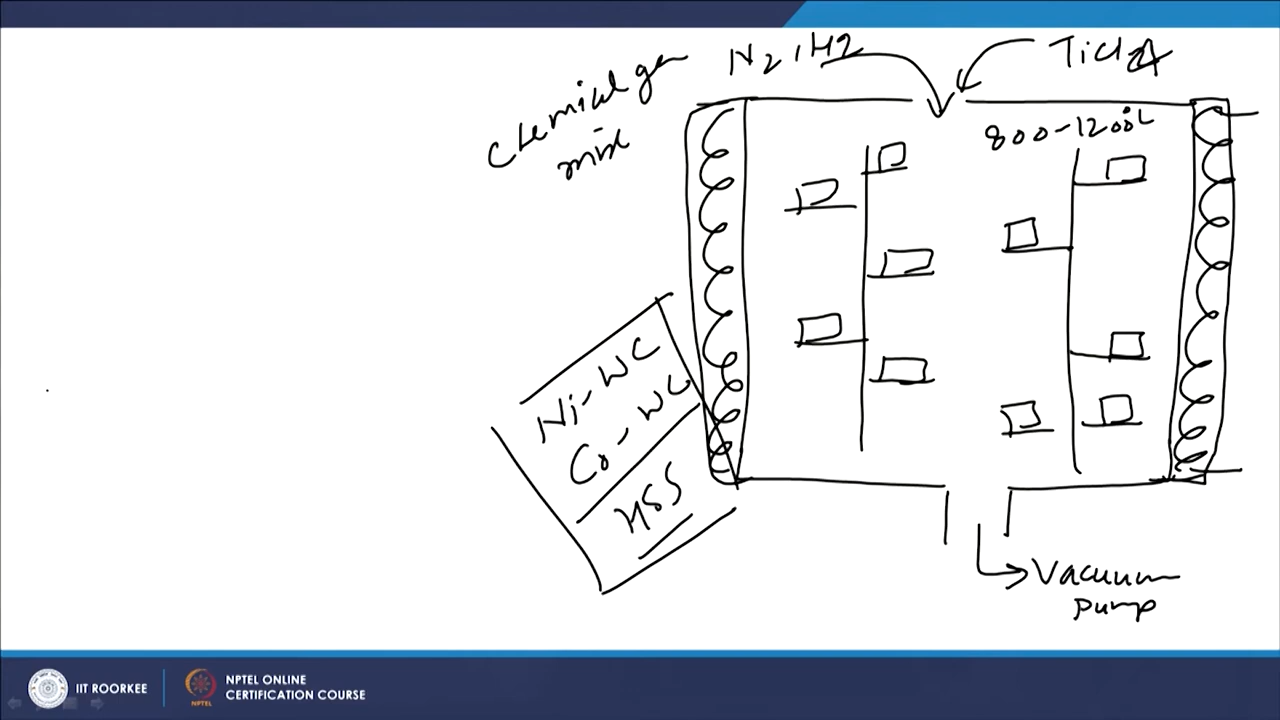 Chemical gas
mix
N2, H2
TiCl4
800-1200°C
Ni-WC
Co-WC
HSS
Vacuum
pump
IIT ROORKEE
NPTEL ONLINE
CERTIFICATION COURSE
NPTEL